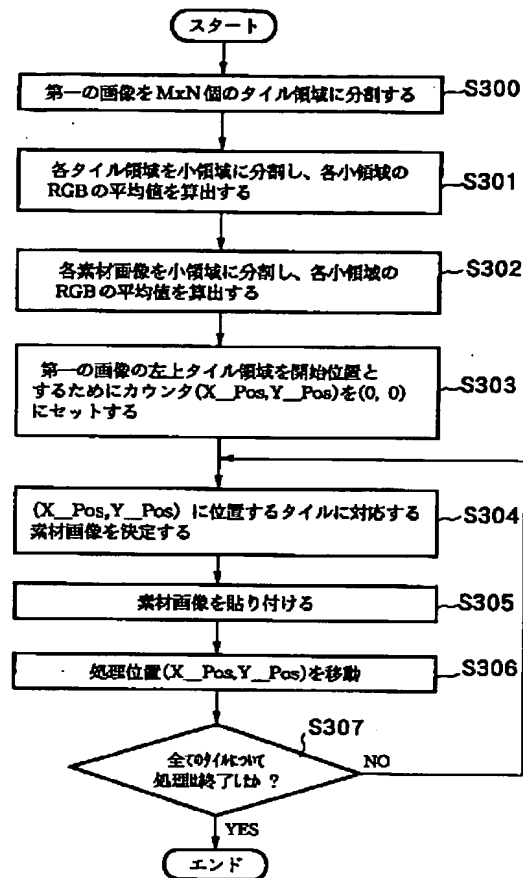 スタート
第一の画像をMxN個のタイル領域に分割する
S300
各タイル領域を小領域に分割し、各小領域の
RGBの平均値を算出する
S301
各素材画像を小領域に分割し、各小領域の
RGBの平均値を算出する
S302
第一の画像の左上タイル領域を開始位置と
するためにカウンタ(X__Pos,Y__Pos)を(0, 0)
にセットする
S303
(X__Pos,Y__Pos) に位置するタイルに対応する
素材画像を決定する
S304
素材画像を貼り付ける
S305
処理位置(X__Pos,Y__Pos)を移動
S306
S307
全てのタイルについて
処理は終了したか？
NO
YES
エンド